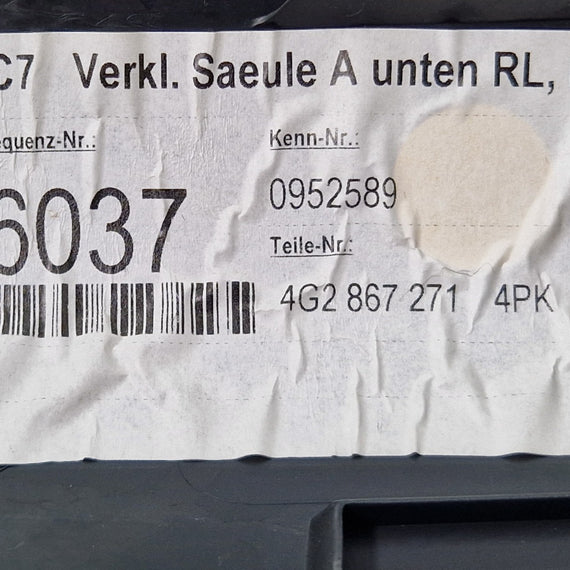 C7 Verkl. Saeule A unten RL,
equenz-Nr.: Kenn-Nr.:
6037 0952589
Teile-Nr.:
4G2 867 271 4PK